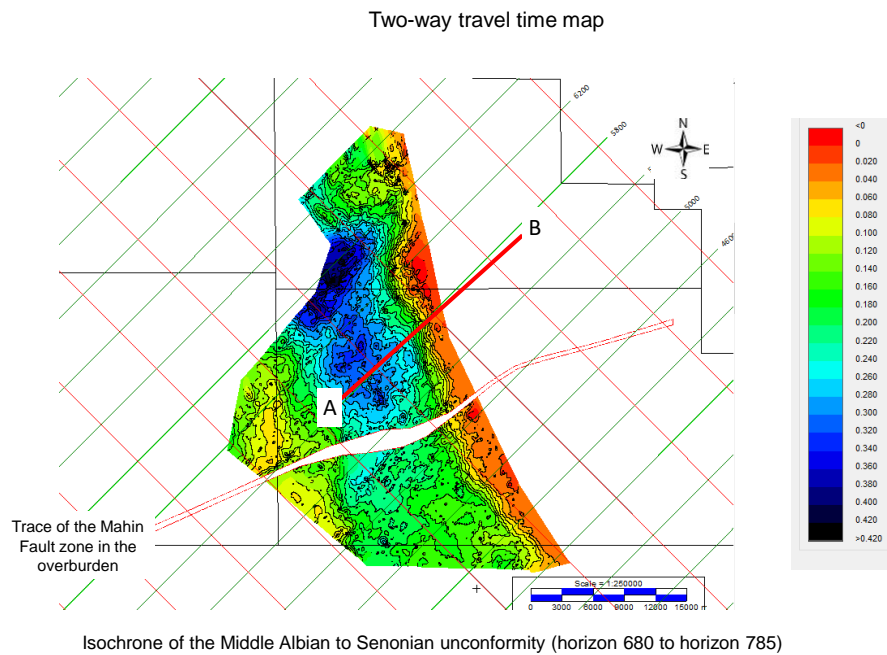 Two-way travel time map
6200
5800
5000
4600
N
W E
S
B
A
Trace of the Mahin
Fault zone in the
overburden
Scale = 1:250000
0 3000 6000 9000 12000 15000 m
<0
0
0.020
0.040
0.060
0.080
0.100
0.120
0.140
0.160
0.180
0.200
0.220
0.240
0.260
0.280
0.300
0.320
0.340
0.360
0.380
0.400
0.420
>0.420
Isochrone of the Middle Albian to Senonian unconformity (horizon 680 to horizon 785)